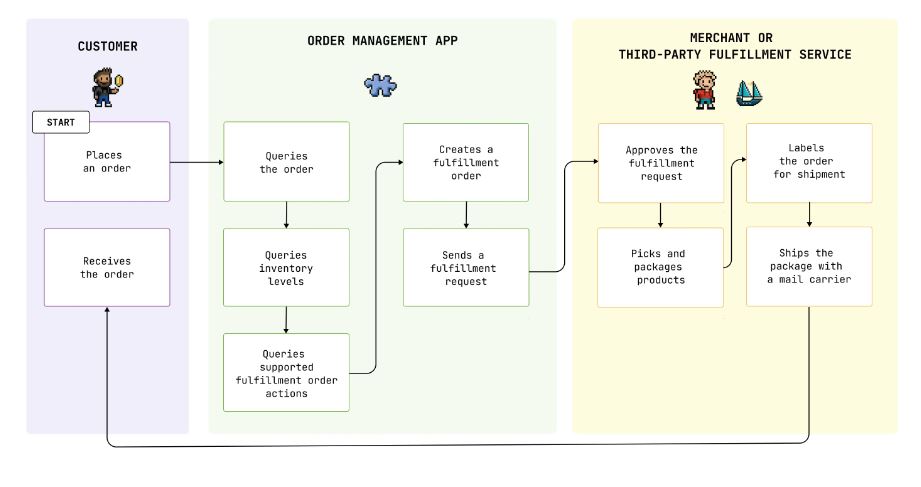 CUSTOMER
START
Places
an order
Receives
the order
ORDER MANAGEMENT APP
Queries
the order
Queries
inventory
levels
Queries
supported
fulfillment order
actions
Creates a
fulfillment
order
Sends a
fulfillment
request
MERCHANT OR
THIRD-PARTY FULFILLMENT SERVICE
Approves the
fulfillment
request
Picks and
packages
products
Labels
the order
for shipment
Ships the
package with
a mail carrier